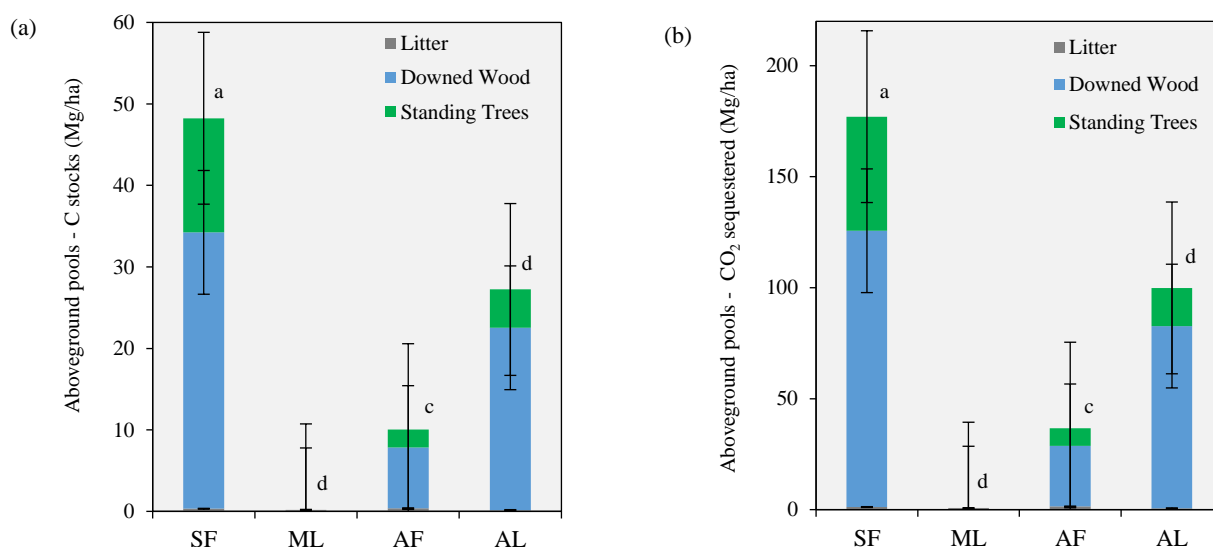 (a)
Aboveground pools - C stocks (Mg/ha)
60
50
40
30
20
10
0
Litter
Downed Wood
Standing Trees
a
d
c
d
SF ML AF AL
(b)
Aboveground pools - CO₂ sequestered (Mg/ha)
200
150
100
50
0
Litter
Downed Wood
Standing Trees
a
d
c
d
SF ML AF AL